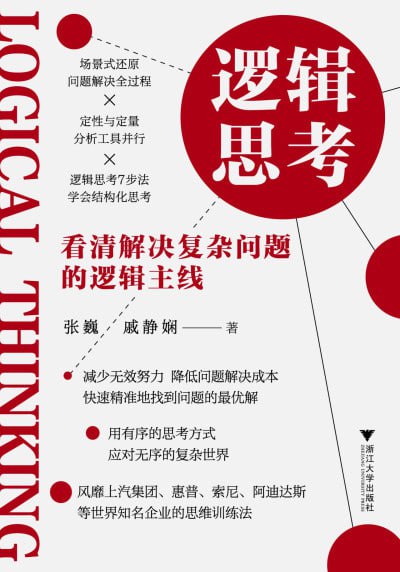 LOGICAL THINKING
场景式还原
问题解决全过程
×
定性与定量
分析工具并行
×
逻辑思考7步法
学会结构化思考
逻辑
思考
看清解决复杂问题
的逻辑主线
张巍 戚静娴——著
减少无效努力 降低问题解决成本
快速精准地找到问题的最优解
用有序的思考方式
应对无序的复杂世界
风靡上汽集团、惠普、索尼、阿迪达斯
等世界知名企业的思维训练法
浙江大学出版社
ZHEJIANG UNIVERSITY PRESS